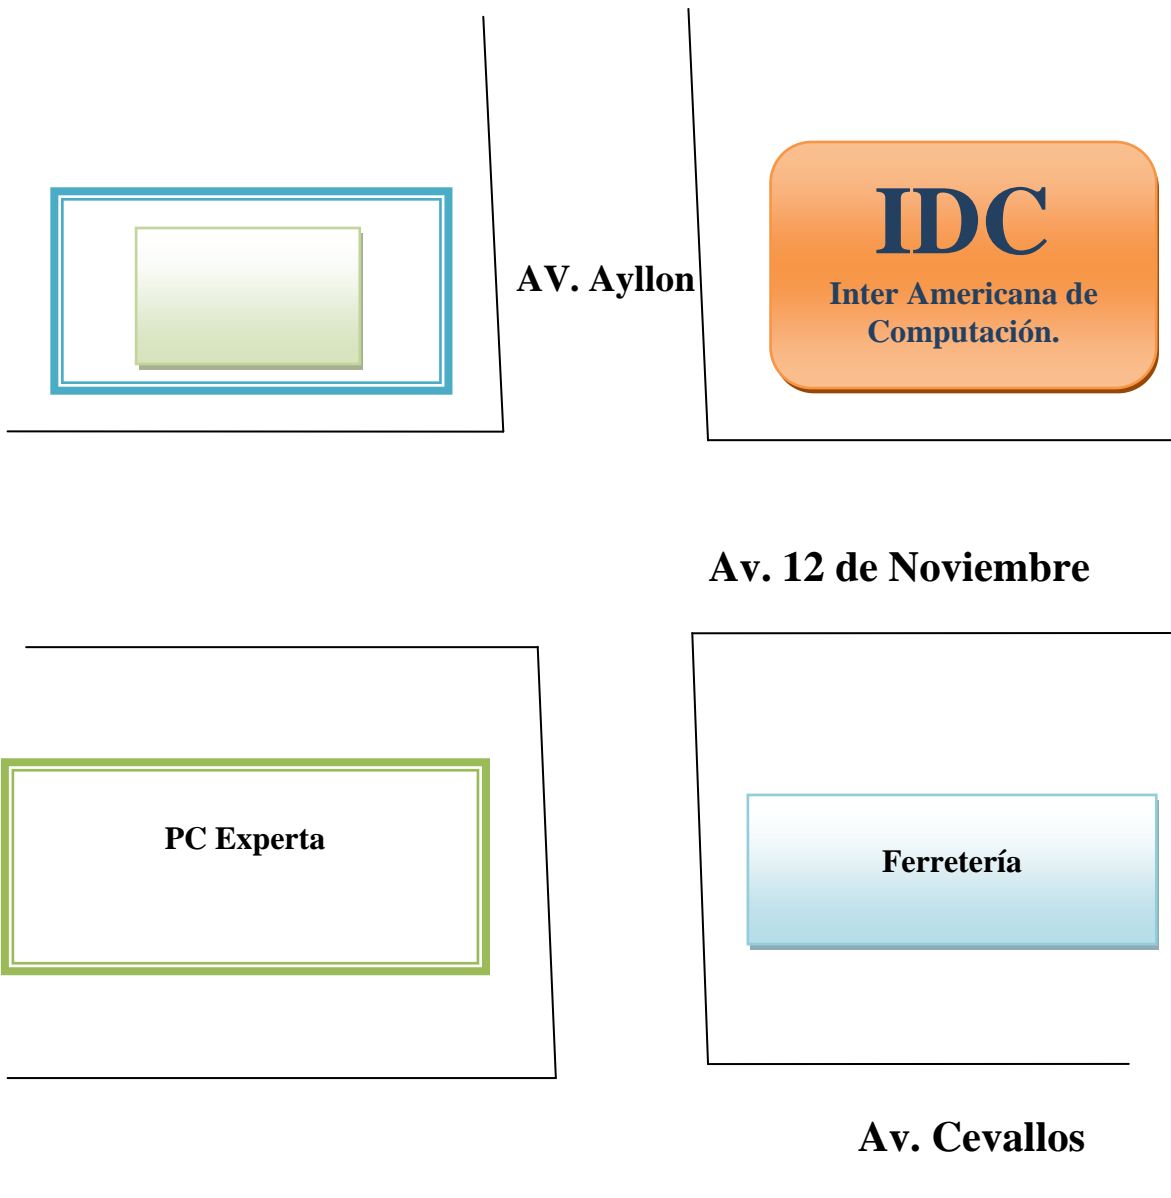 IDC
AV. Ayllon
Inter Americana de
Computación.
Av. 12 de Noviembre
PC Experta
Ferretería
Av. Cevallos